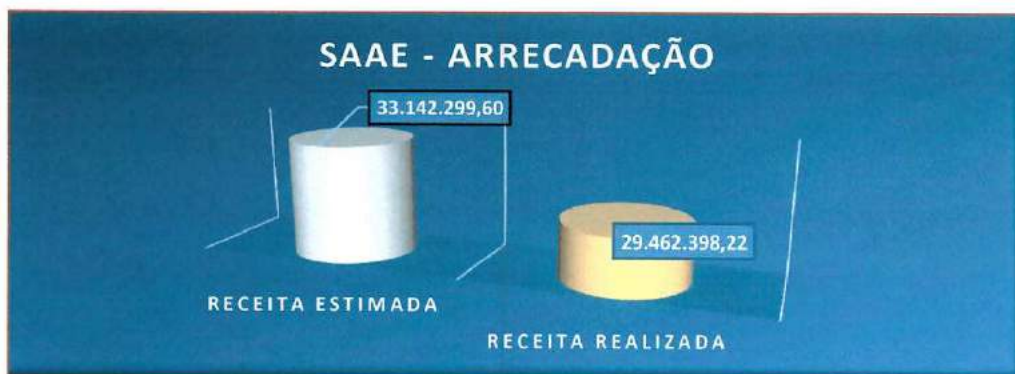 SAAE - ARRECADAÇÃO
33.142.299,60
29.462.398,22
RECEITA ESTIMADA
RECEITA REALIZADA